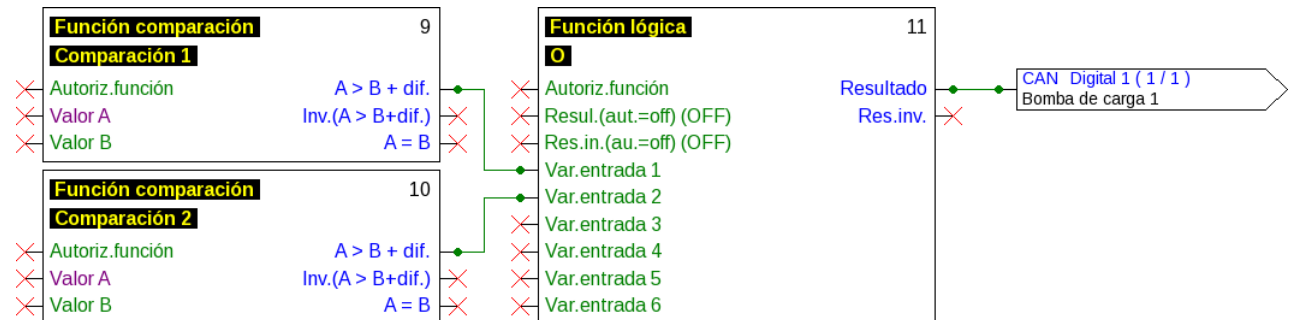 Función comparación 9
Comparación 1
Autoriz.función A > B + dif.
Valor A Inv.(A > B+dif.)
Valor B A = B
Función comparación 10
Comparación 2
Autoriz.función A > B + dif.
Valor A Inv.(A > B+dif.)
Valor B A = B
Función lógica 11
O
Autoriz.función Resultado
Resul.(aut.=off) (OFF) Res.inv.
Res.in.(au.=off) (OFF)
Var.entrada 1
Var.entrada 2
Var.entrada 3
Var.entrada 4
Var.entrada 5
Var.entrada 6
CAN Digital 1 ( 1 / 1 )
Bomba de carga 1